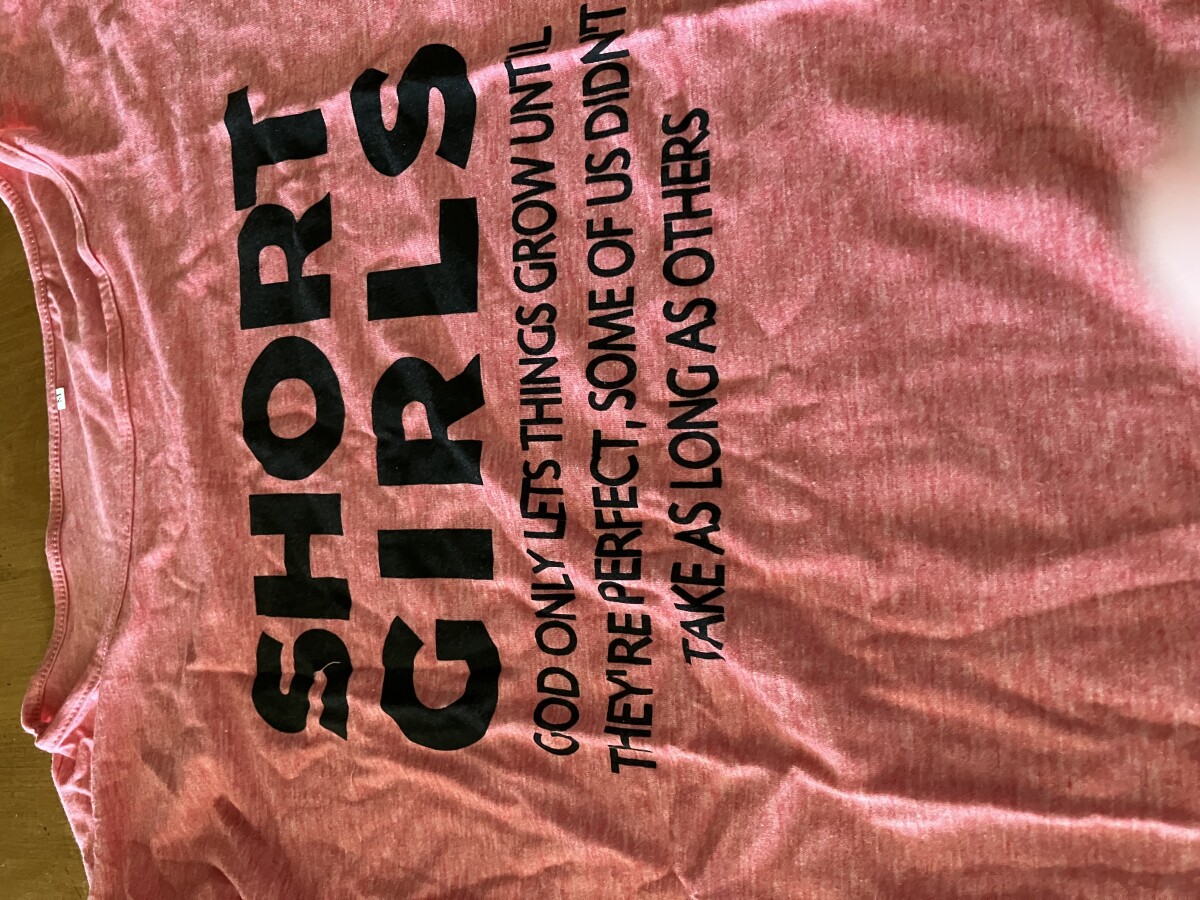 SHORT
GIRLS
GOD ONLY LETS THINGS GROW UNTIL
THEY'RE PERFECT, SOME OF US DIDN'T
TAKE AS LONG AS OTHERS